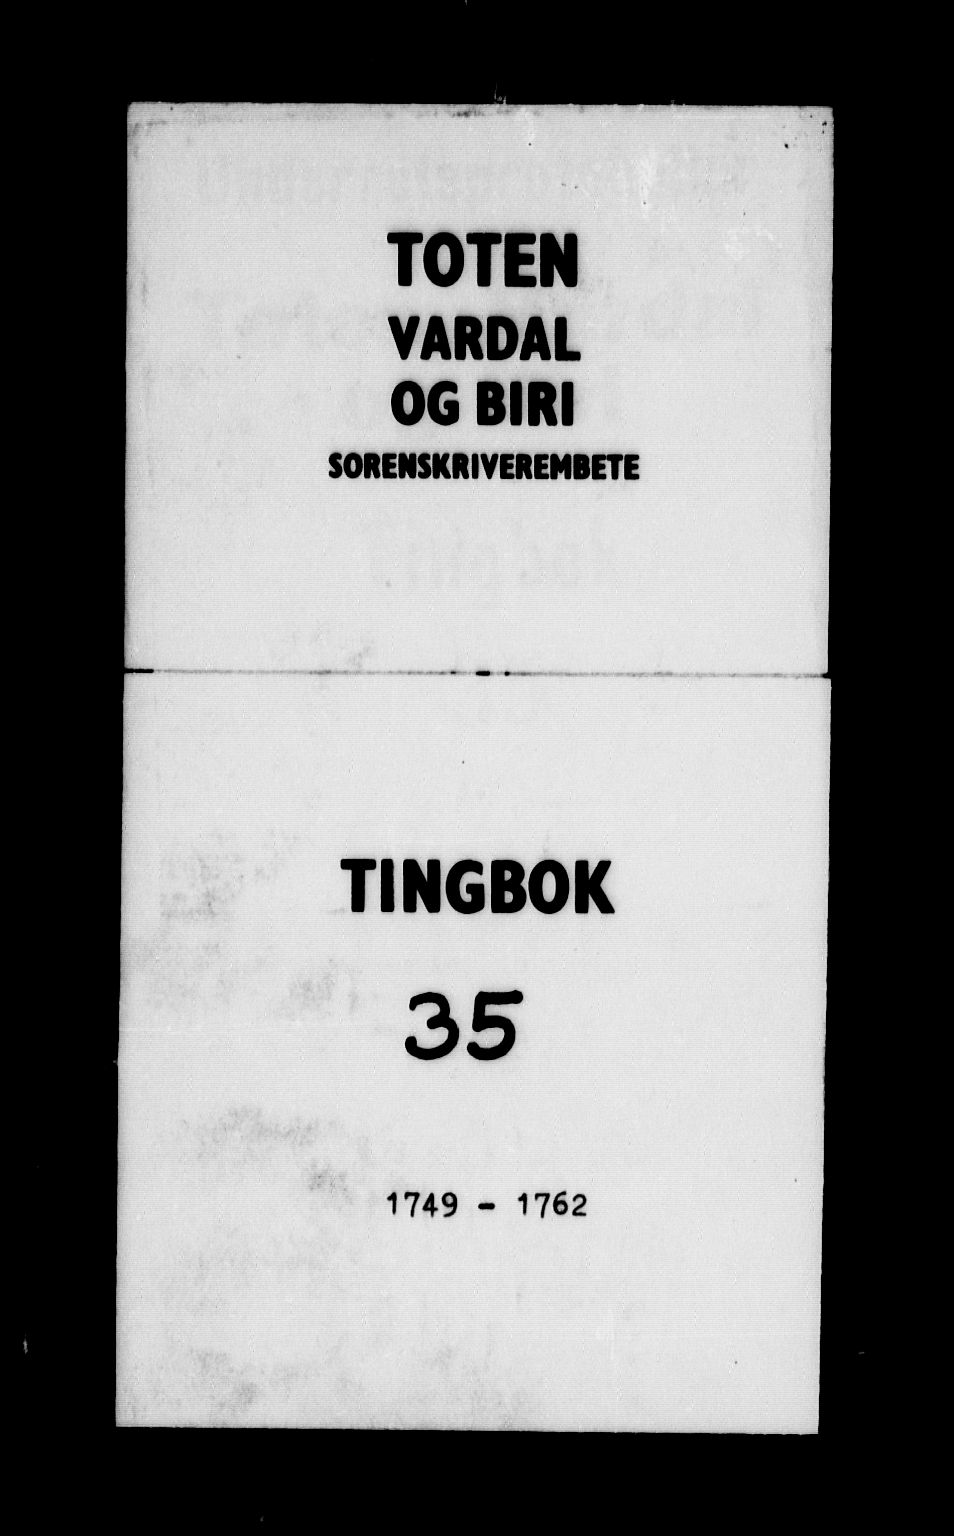 TOTEN
VARDAL
OG BIRI
SORENSKRIVEREMBETE
TINGBOK
35
1749 - 1762